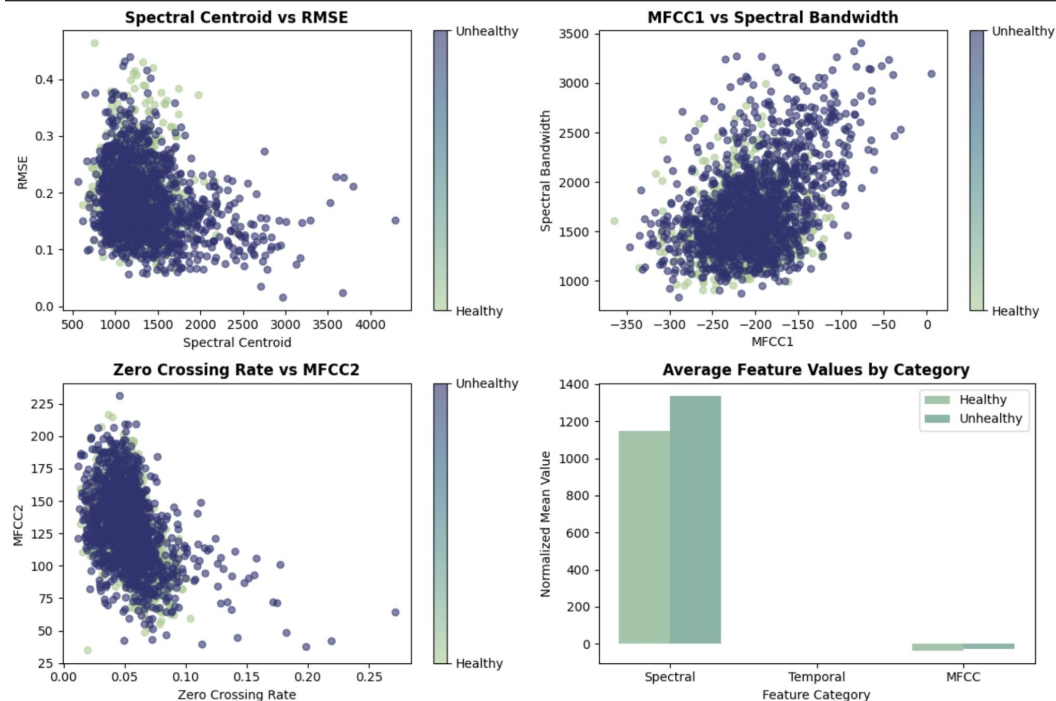 Spectral Centroid vs RMSE
RMSE
0.4
0.3
0.2
0.1
0.0
500 1000 1500 2000 2500 3000 3500 4000
Spectral Centroid
Unhealthy
Healthy
MFCC1 vs Spectral Bandwidth
Spectral Bandwidth
3500
3000
2500
2000
1500
1000
−350 −300 −250 −200 −150 −100 −50 0
MFCC1
Unhealthy
Healthy
Zero Crossing Rate vs MFCC2
MFCC2
225
200
175
150
125
100
75
50
25
0.00 0.05 0.10 0.15 0.20 0.25
Zero Crossing Rate
Unhealthy
Healthy
Average Feature Values by Category
Normalized Mean Value
1400
1200
1000
800
600
400
200
0
Healthy
Unhealthy
Spectral Temporal MFCC
Feature Category